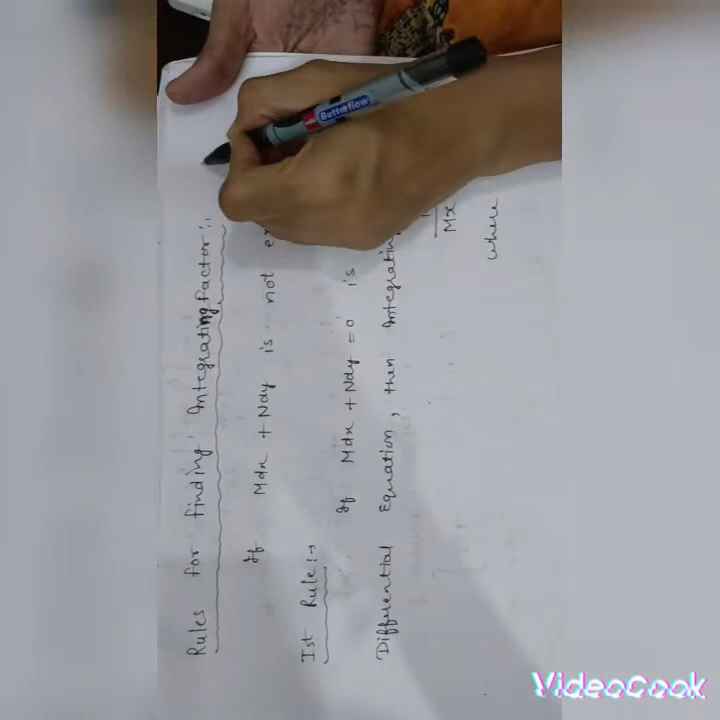 Rules for finding Integrating Factor:,
If Mdx + Ndy is not
Ist Rule:→
If Mdx + Ndy = 0 is
Differential Equation, then
Mx
where
Butterflow
VideoCook